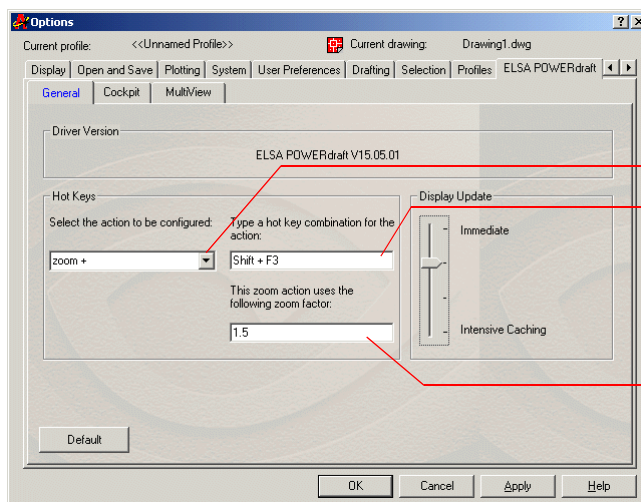 Options
Current profile: <<Unnamed Profile>> Current drawing: Drawing1.dwg
Display Open and Save Plotting System User Preferences Drafting Selection Profiles ELSA POWERdraft
General Cockpit MultiView
Driver Version
ELSA POWERdraft V15.05.01
Hot Keys
Select the action to be configured:
zoom +
Type a hot key combination for the
action:
Shift + F3
This zoom action uses the
following zoom factor:
1.5
Display Update
Immediate
Intensive Caching
Default
OK Cancel Apply Help